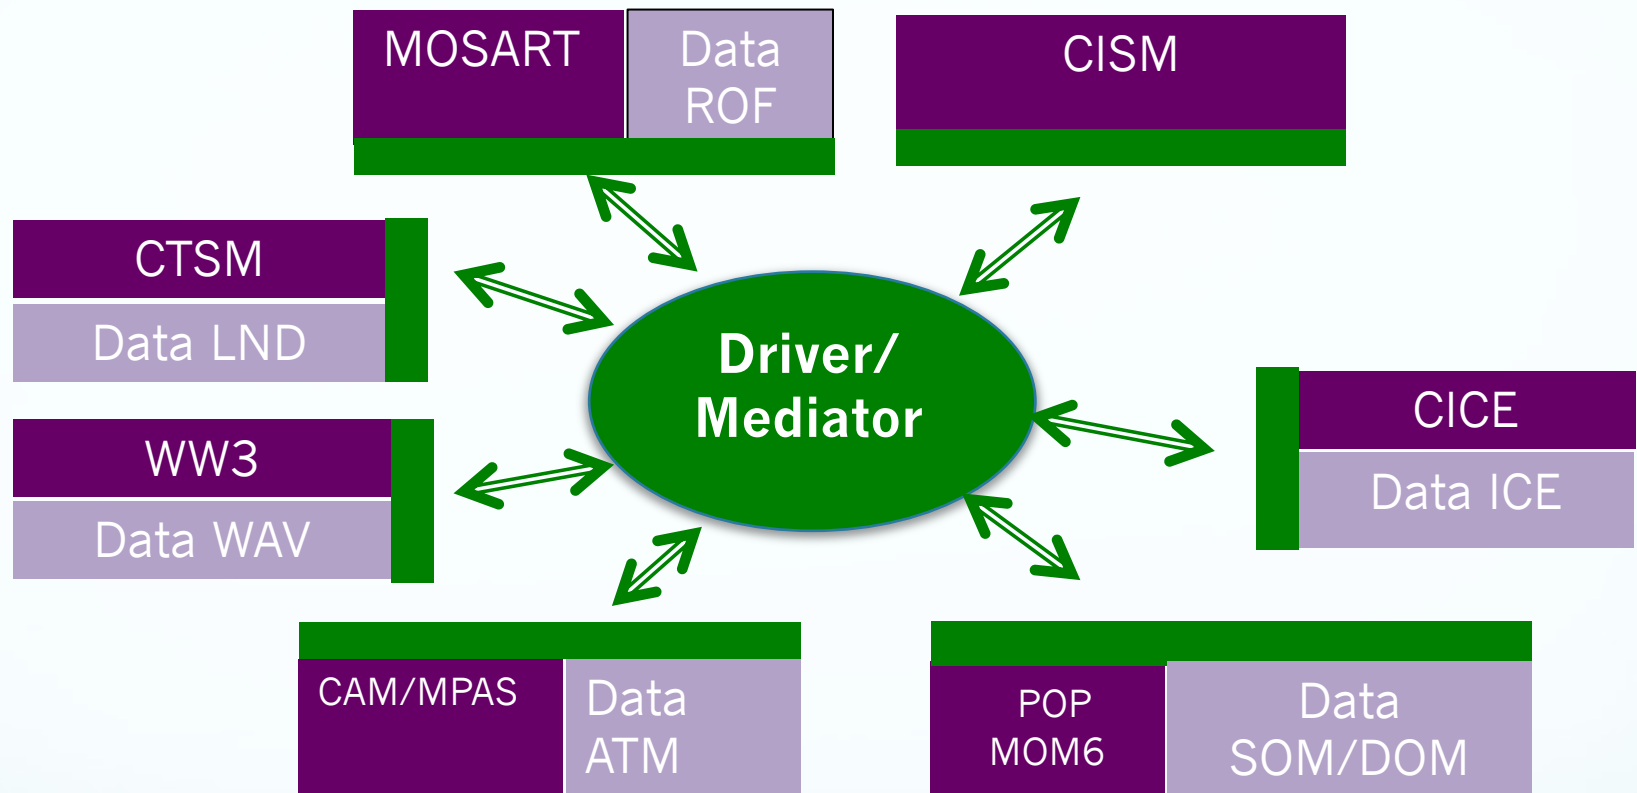 MOSART
Data
ROF
CISM
CTSM
Data LND
Driver/
Mediator
WW3
Data WAV
CICE
Data ICE
CAM/MPAS
Data
ATM
POP
MOM6
Data
SOM/DOM